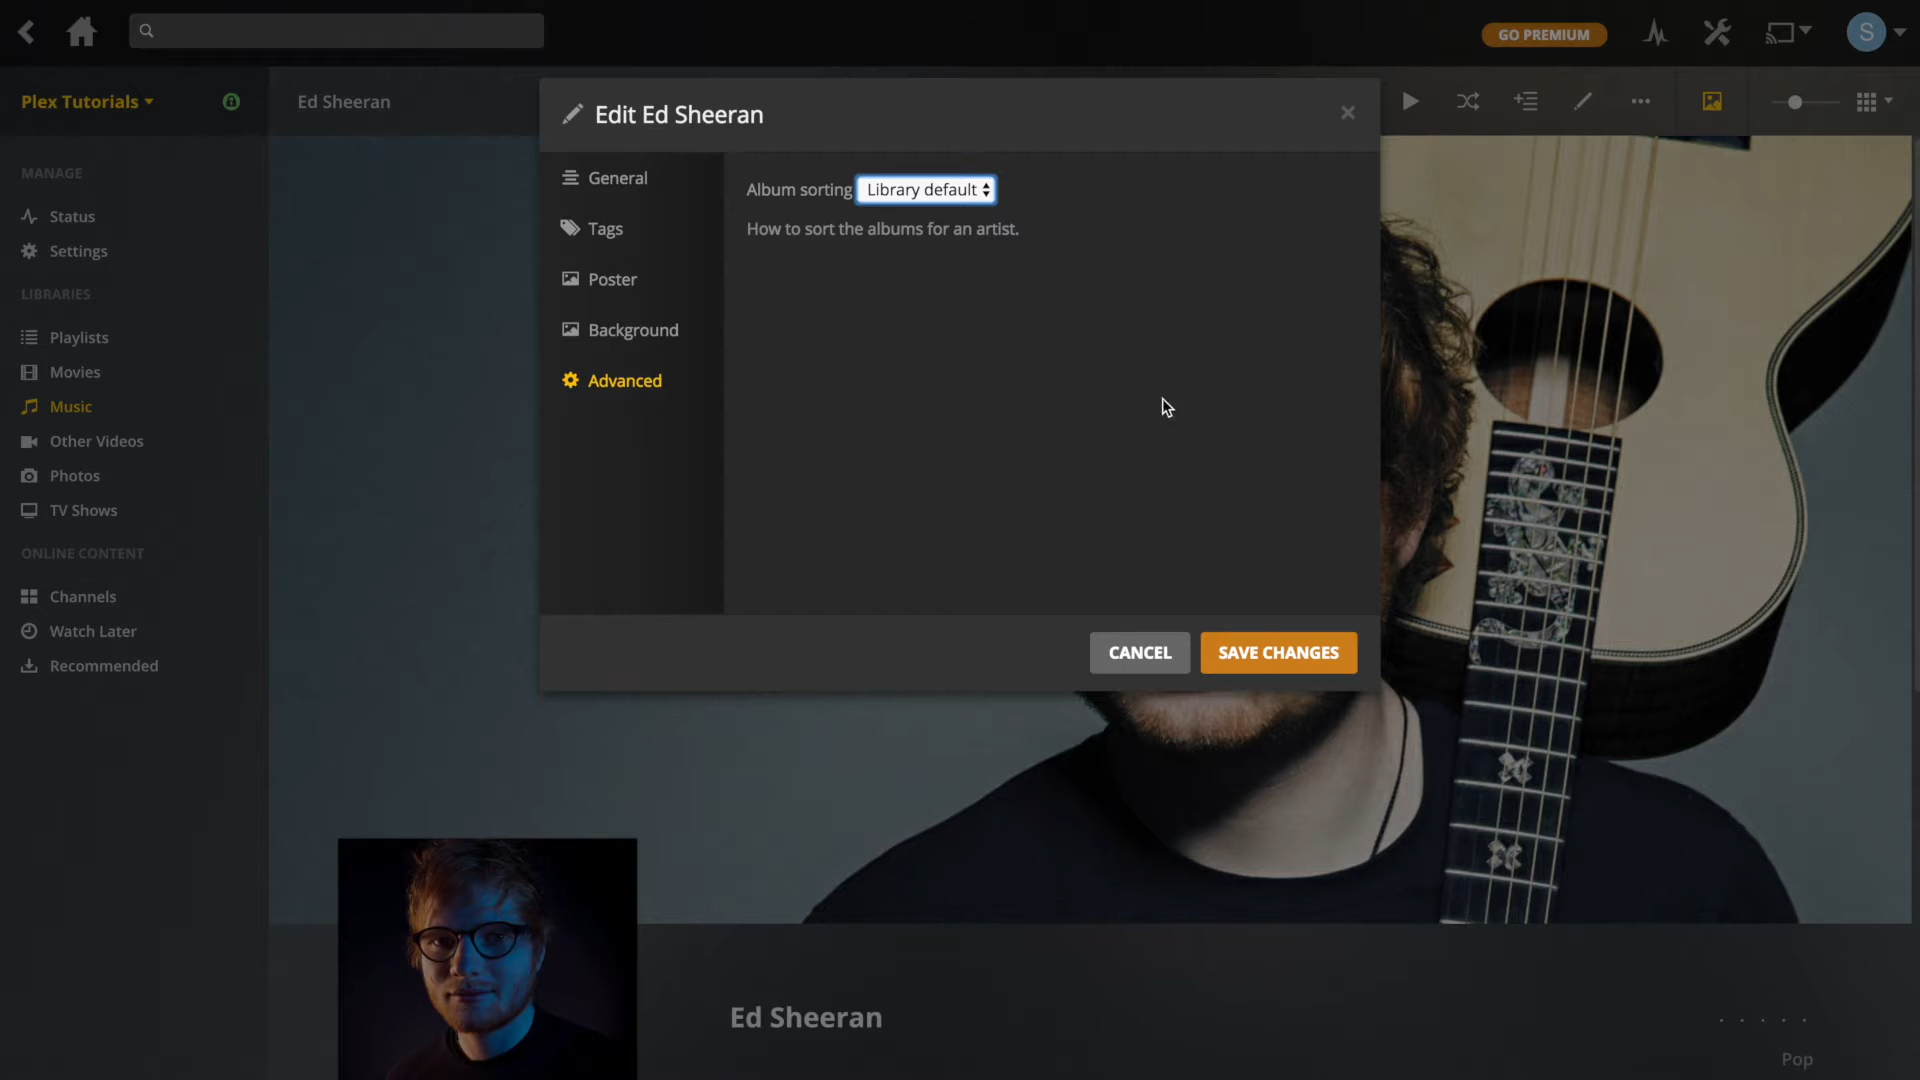 GO PREMIUM
S
Plex Tutorials
Ed Sheeran
Edit Ed Sheeran
MANAGE
Status
Settings
LIBRARIES
Playlists
Movies
Music
Other Videos
Photos
TV Shows
ONLINE CONTENT
Channels
Watch Later
Recommended
General
Tags
Poster
Background
Advanced
Album sorting Library default
How to sort the albums for an artist.
CANCEL
SAVE CHANGES
Ed Sheeran
Pop